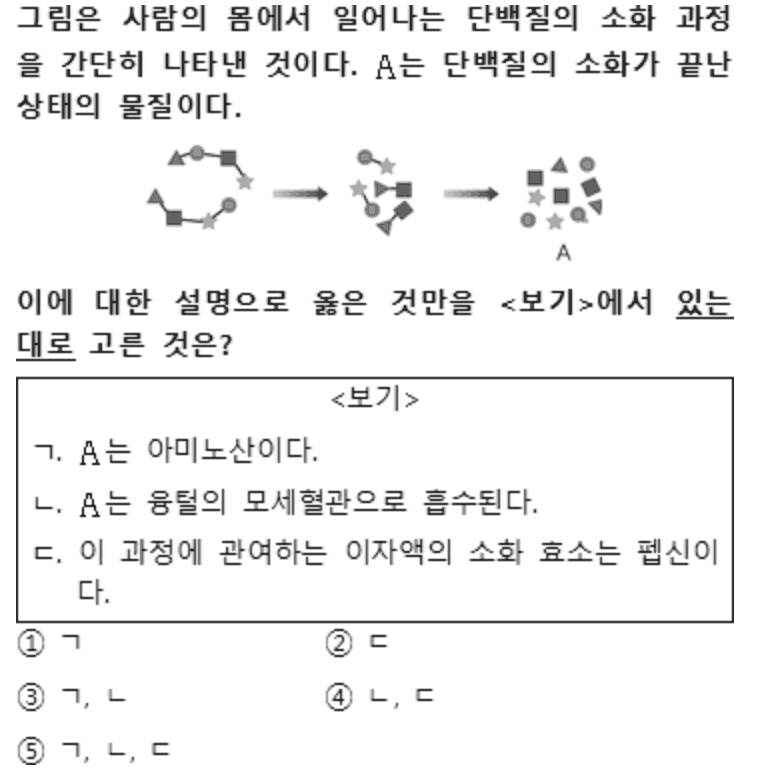 그림은 사람의 몸에서 일어나는 단백질의 소화 과정
을 간단히 나타낸 것이다. A는 단백질의 소화가 끝난
상태의 물질이다.
A
이에 대한 설명으로 옳은 것만을 <보기>에서 있는
대로 고른 것은?
<보기>
ㄱ. A는 아미노산이다.
ㄴ. A는 융털의 모세혈관으로 흡수된다.
ㄷ. 이 과정에 관여하는 이자액의 소화 효소는 펩신이
다.
① ㄱ ② ㄷ
③ ㄱ, ㄴ ④ ㄴ, ㄷ
⑤ ㄱ, ㄴ, ㄷ